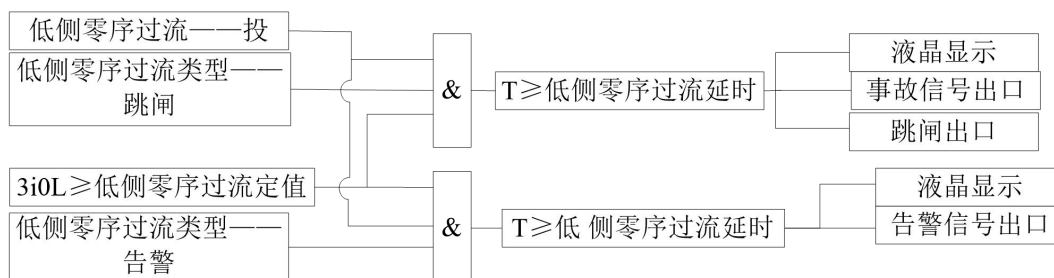 低侧零序过流——投
低侧零序过流类型——
跳闸
&
T≥低侧零序过流延时
液晶显示
事故信号出口
跳闸出口
3i0L≥低侧零序过流定值
低侧零序过流类型——
告警
&
T≥低 侧零序过流延时
液晶显示
告警信号出口